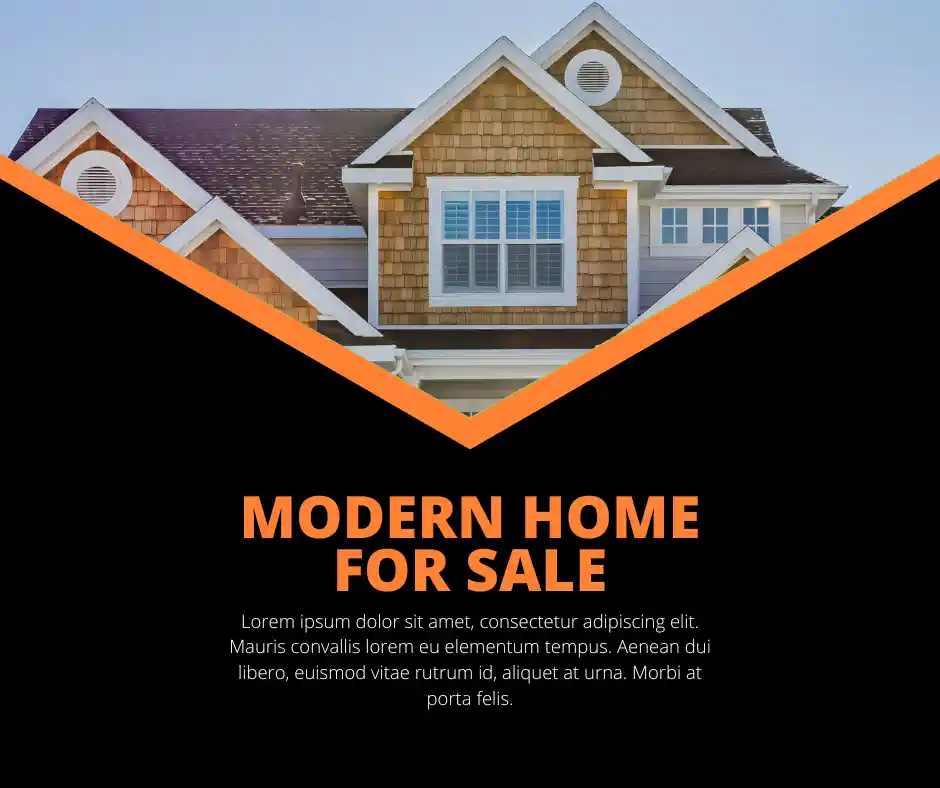 MODERN HOME
FOR SALE
Lorem ipsum dolor sit amet, consectetur adipiscing elit.
Mauris convallis lorem eu elementum tempus. Aenean dui
libero, euismod vitae rutrum id, aliquet at urna. Morbi at
porta felis.